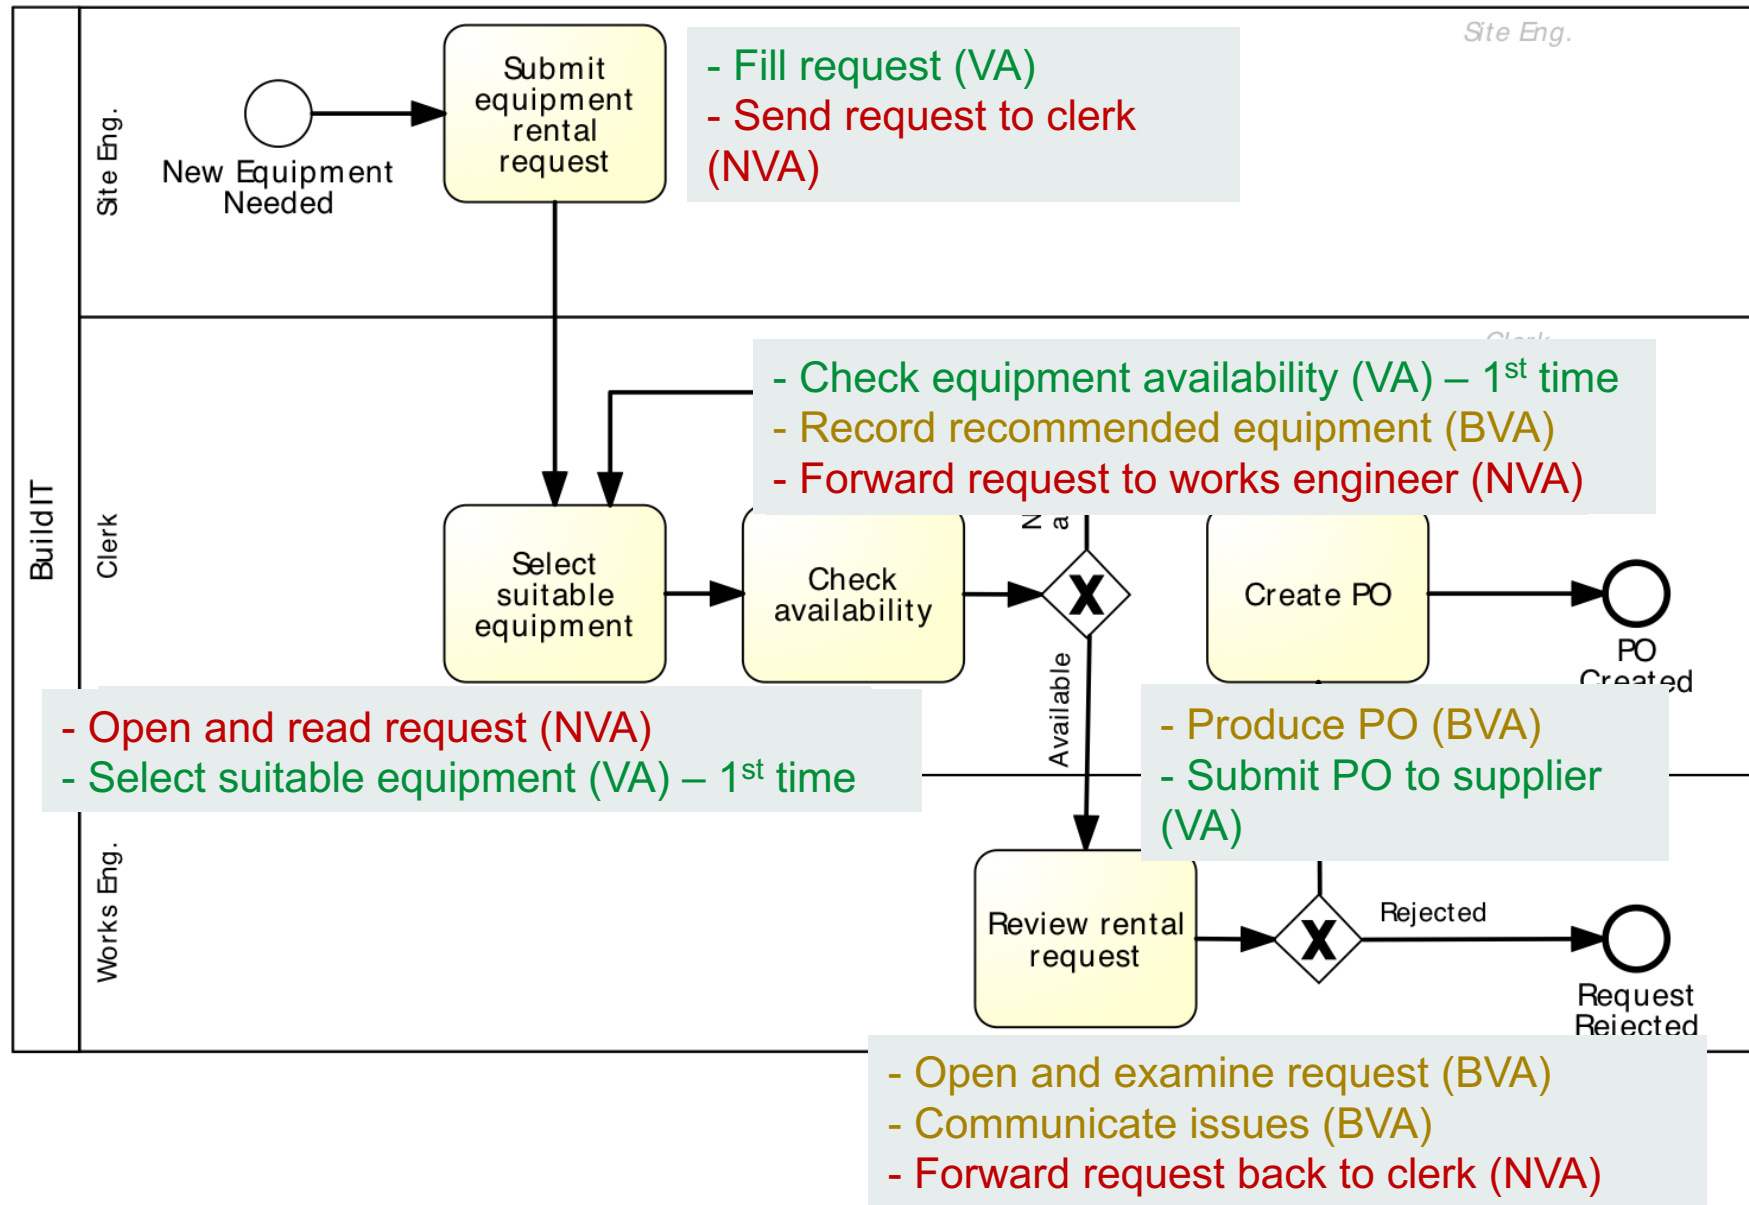 Site Eng.
Submit
equipment
rental
request
- Fill request (VA)
- Send request to clerk
(NVA)
Site Eng.
New Equipment
Needed
BuildIT
Clerk
- Check equipment availability (VA) – 1st time
- Record recommended equipment (BVA)
- Forward request to works engineer (NVA)
Select
suitable
equipment
Check
availability
Create PO
PO
Created
Available
- Open and read request (NVA)
- Select suitable equipment (VA) – 1st time
- Produce PO (BVA)
- Submit PO to supplier
(VA)
Works Eng.
Review rental
request
Rejected
Request
Rejected
- Open and examine request (BVA)
- Communicate issues (BVA)
- Forward request back to clerk (NVA)